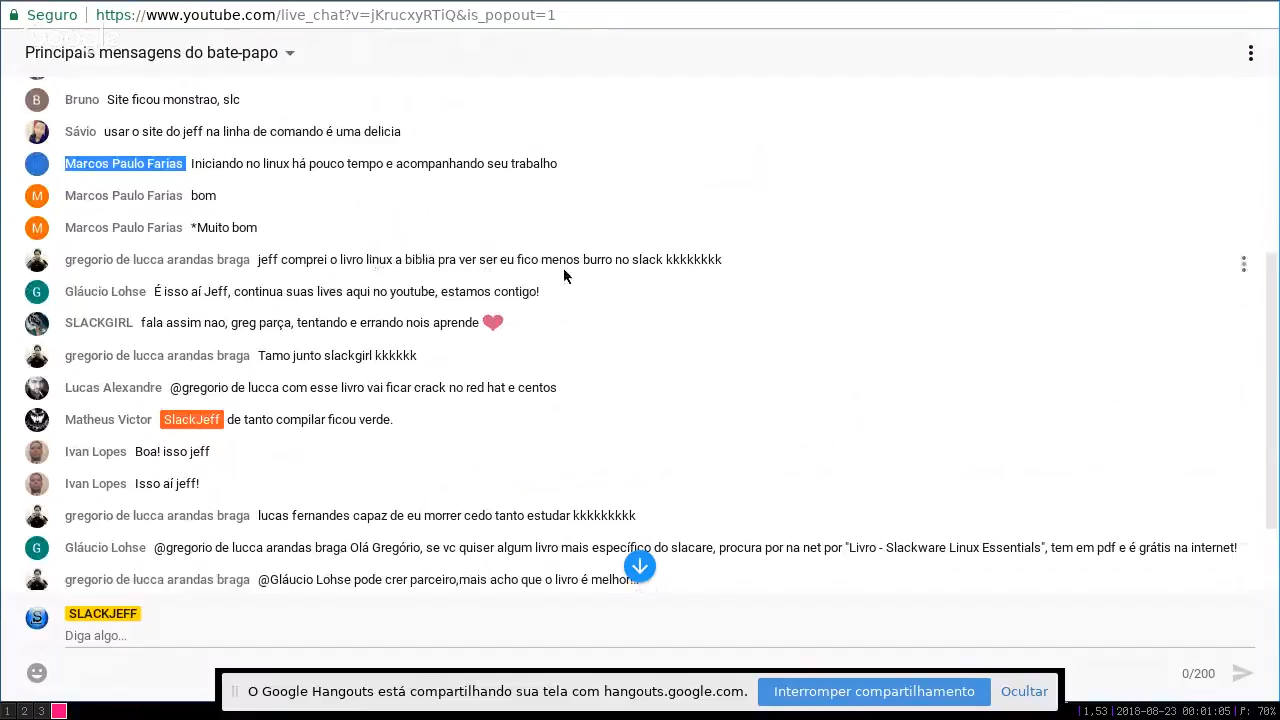 Seguro https://www.youtube.com/live_chat?v=jKrucxyRTiQ&is_popout=1
Principais mensagens do bate-papo
Bruno Site ficou monstrao, slc
Sávio usar o site do jeff na linha de comando é uma delicia
Marcos Paulo Farias Iniciando no linux há pouco tempo e acompanhando seu trabalho
M Marcos Paulo Farias bom
M Marcos Paulo Farias *Muito bom
gregorio de lucca arandas braga jeff comprei o livro linux a biblia pra ver ser eu fico menos burro no slack kkkkkkkk
G Gláucio Lohse É isso aí Jeff, continua suas lives aqui no youtube, estamos contigo!
SLACKGIRL fala assim nao, greg parça, tentando e errando nois aprende
gregorio de lucca arandas braga Tamo junto slackgirl kkkkkk
Lucas Alexandre @gregorio de lucca com esse livro vai ficar crack no red hat e centos
Matheus Victor SlackJeff de tanto compilar ficou verde.
Ivan Lopes Boa! isso jeff
Ivan Lopes Isso aí jeff!
gregorio de lucca arandas braga lucas fernandes capaz de eu morrer cedo tanto estudar kkkkkkkkk
G Gláucio Lohse @gregorio de lucca arandas braga Olá Gregório, se vc quiser algum livro mais específico do slacare, procura por na net por "Livro - Slackware Linux Essentials", tem em pdf e é grátis na internet!
gregorio de lucca arandas braga @Gláucio Lohse pode crer parceiro,mais acho que o livro é melhor...
S SLACKJEFF
Diga algo...
0/200
O Google Hangouts está compartilhando sua tela com hangouts.google.com. Interromper compartilhamento Ocultar
1 2 3 1,53 2018-08-23 00:01:05 P: 70%